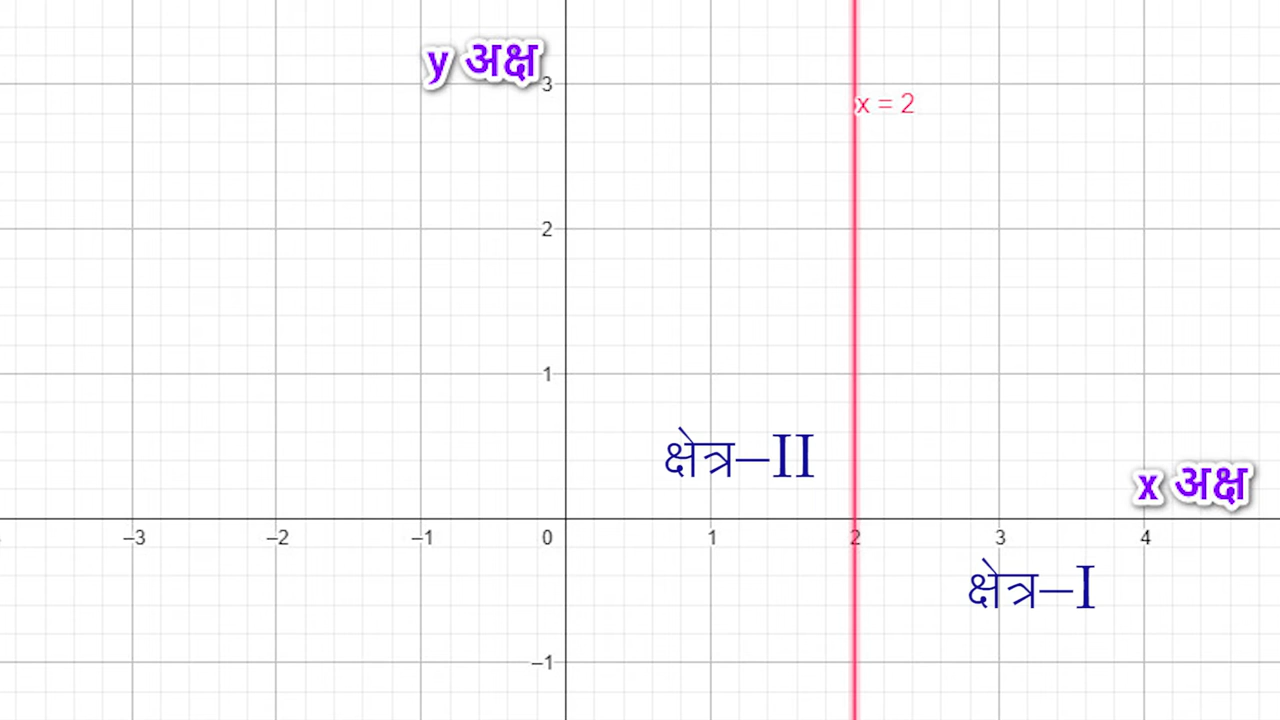 y अक्ष
3
x = 2
2
1
क्षेत्र–II
x अक्ष
–3 –2 –1 0 1 2 3 4
क्षेत्र–I
–1